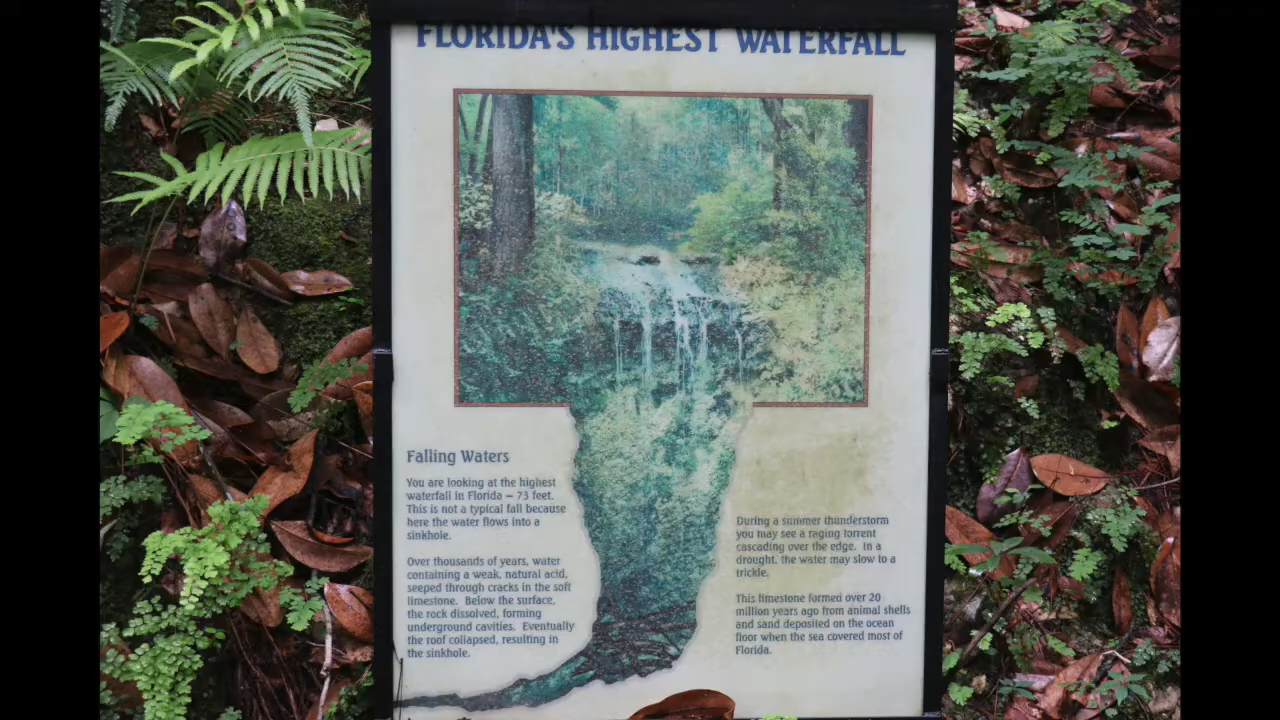 FLORIDA'S HIGHEST WATERFALL
Falling Waters
You are looking at the highest
waterfall in Florida – 73 feet.
This is not a typical fall because
here the water flows into a
sinkhole.
Over thousands of years, water
containing a weak, natural acid,
seeped through cracks in the soft
limestone. Below the surface,
the rock dissolved, forming
underground cavities. Eventually
the roof collapsed, resulting in
the sinkhole.
During a summer thunderstorm
you may see a raging torrent
cascading over the edge. In a
drought, the water may slow to a
trickle.
This limestone formed over 20
million years ago from animal shells
and sand deposited on the ocean
floor when the sea covered most of
Florida.